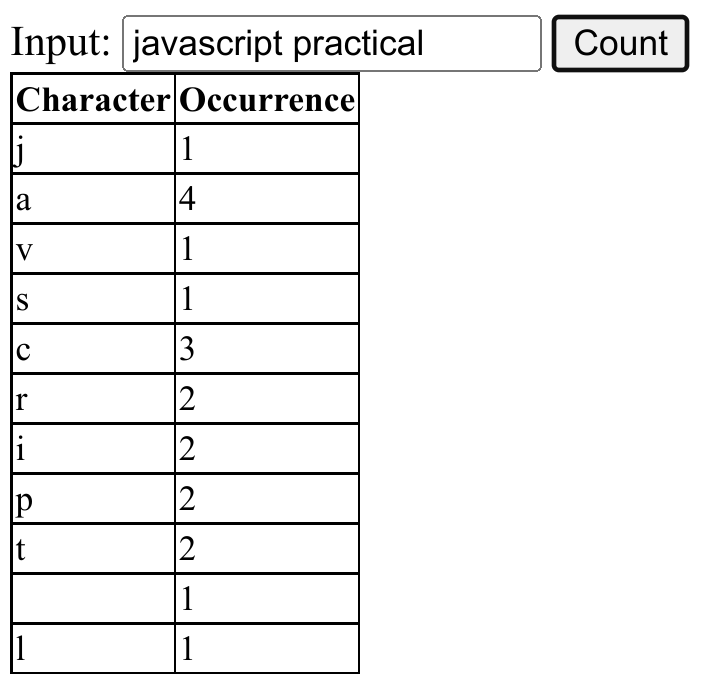 Input: javascript practical Count
Character Occurrence
j 1
a 4
v 1
s 1
c 3
r 2
i 2
p 2
t 2
1
l 1